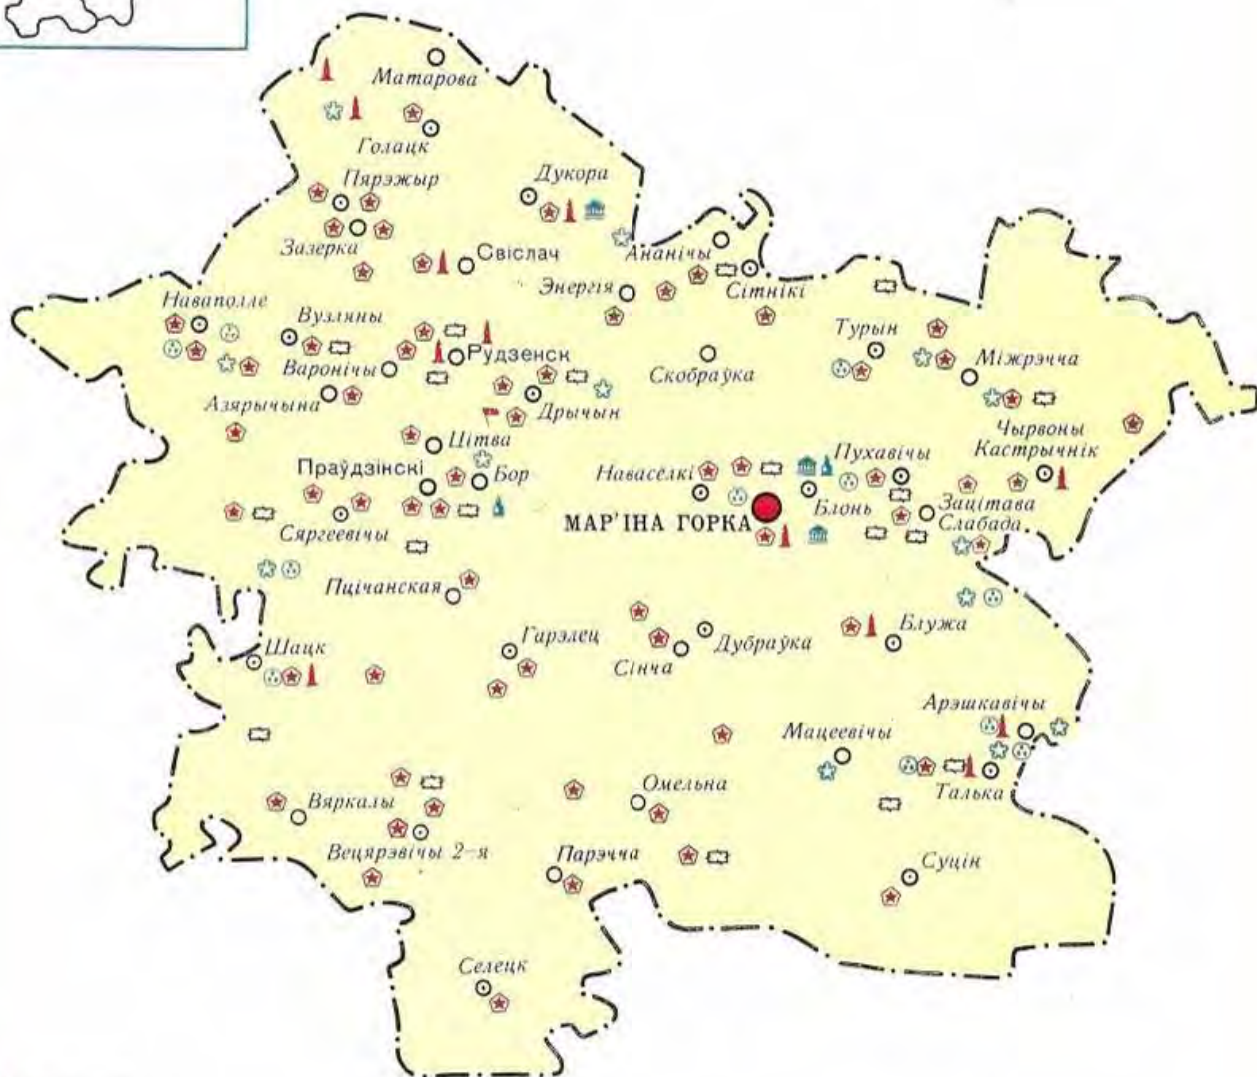 Матарова
Голацк
Пярэжыр
Дукора
Зазерка
Свіслач
Ананічы
Энергія
Сітнікі
Наваполле
Вузляны
Турын
Варонічы
Рудзенск
Скобраўка
Міжрэчча
Азярычына
Дрычын
Чырвоны
Кастрычнік
Цітва
Праўдзінскі
Бор
Наваселкі
Пухавічы
Блонь
Зацітава
Слабада
МАР'ІНА ГОРКА
Сяргеевічы
Пцічанская
Шацк
Гарэлец
Дубраўка
Сінча
Блужа
Арэшкавічы
Мацеевічы
Талька
Омельна
Вяркалы
Вецярэвічы 2-я
Парэчча
Суцін
Селецк